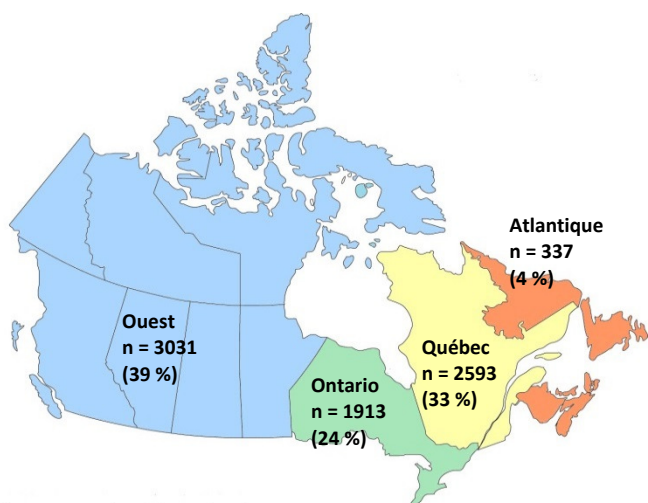 Atlantique
n = 337
(4 %)
Ouest
n = 3031
(39 %)
Québec
n = 2593
(33 %)
Ontario
n = 1913
(24 %)